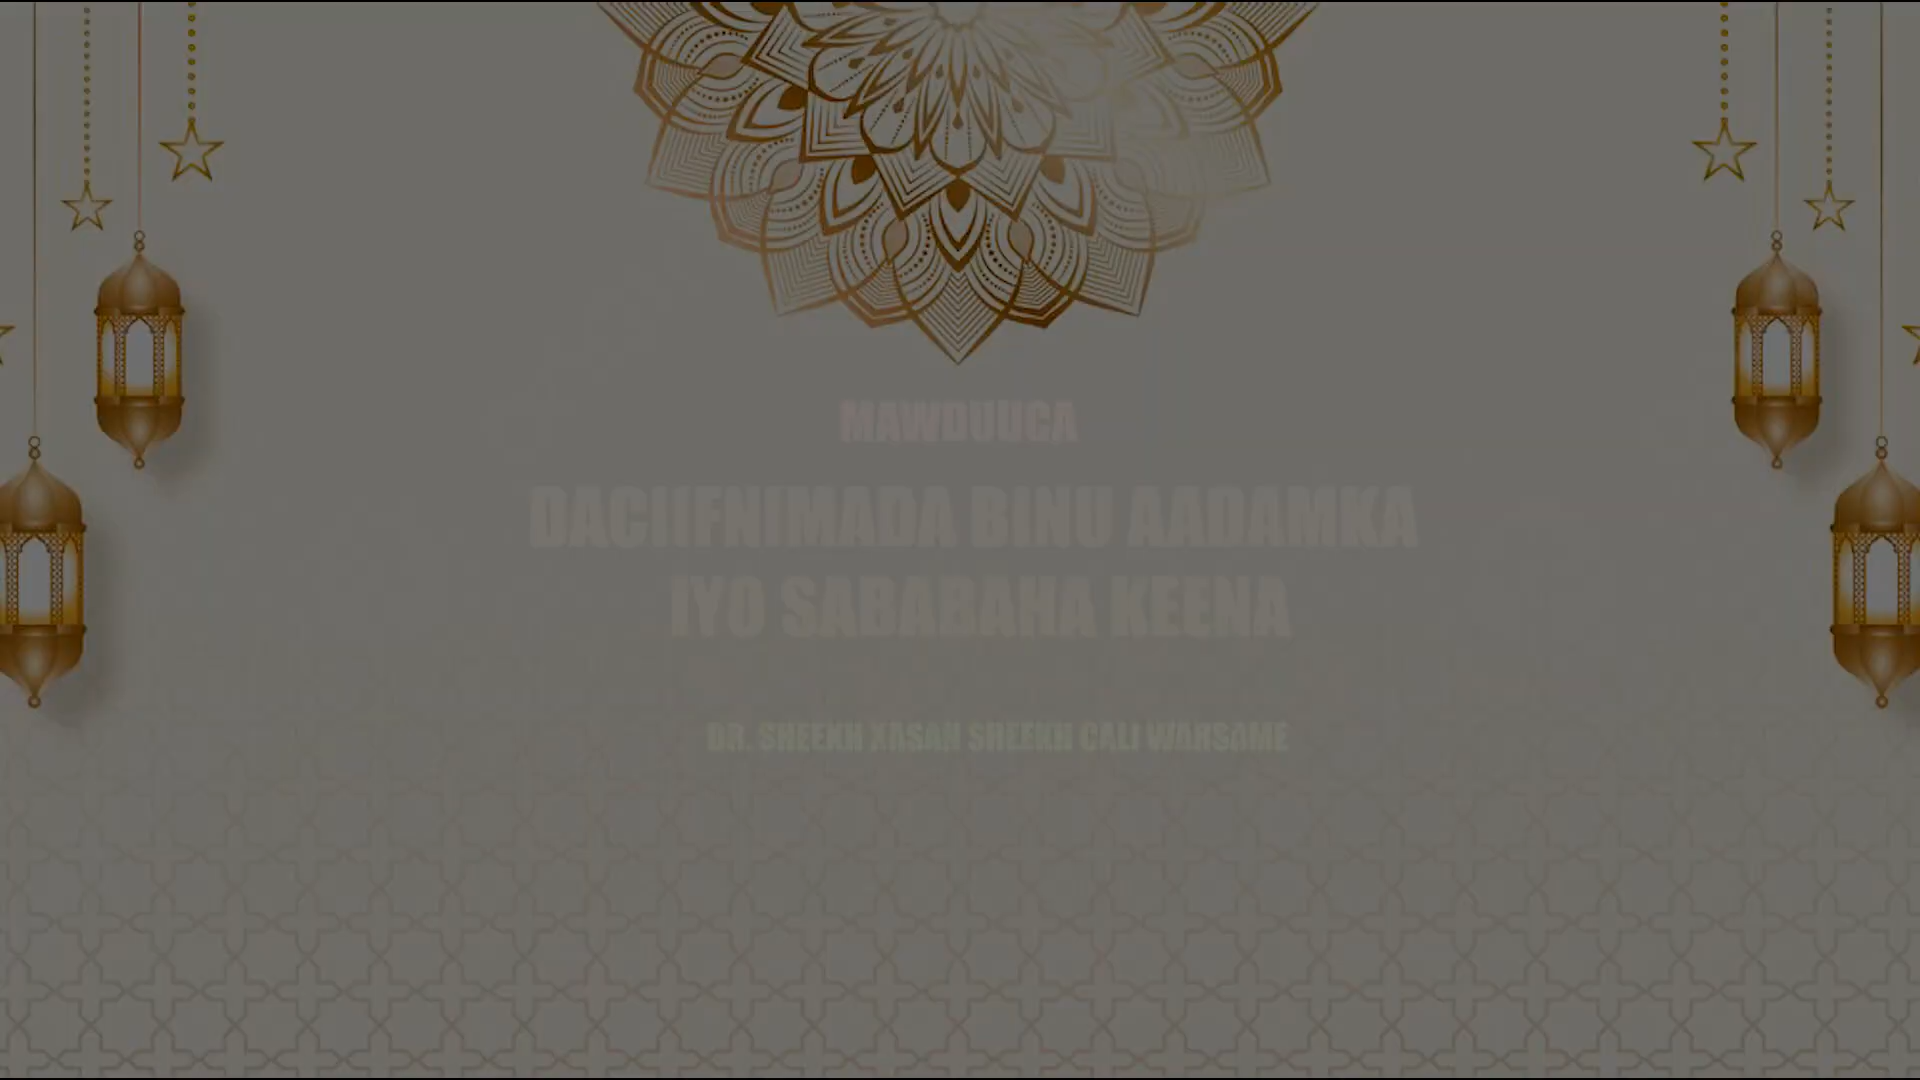 MAWDUUCA
DACIIFNIMADA BINU AADAMKA
IYO SABABAHA KEENA
DR. SHEEKH XASAN SHEEKH CALI WARSAME